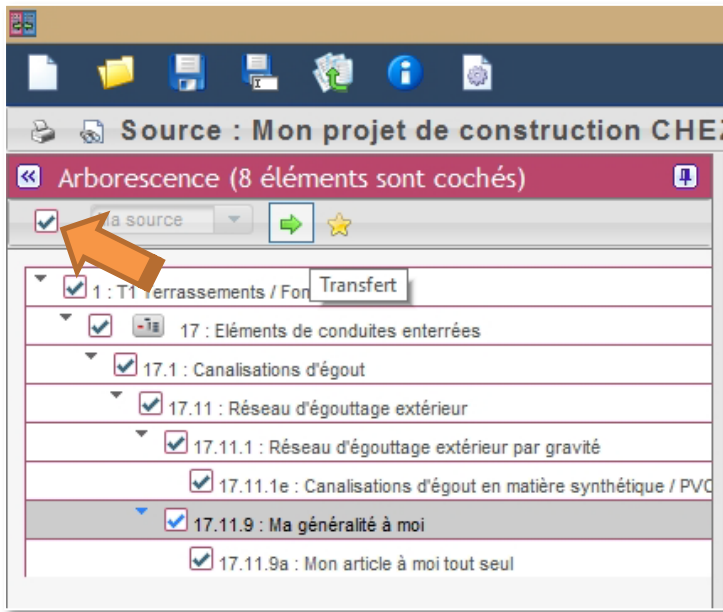 Source : Mon projet de construction CHEZ
Arborescence (8 éléments sont cochés)
la source
1 : T1 Terrassements / Fon
Transfert
17 : Eléments de conduites enterrées
17.1 : Canalisations d'égout
17.11 : Réseau d'égouttage extérieur
17.11.1 : Réseau d'égouttage extérieur par gravité
17.11.1e : Canalisations d'égout en matière synthétique / PVC
17.11.9 : Ma généralité à moi
17.11.9a : Mon article à moi tout seul